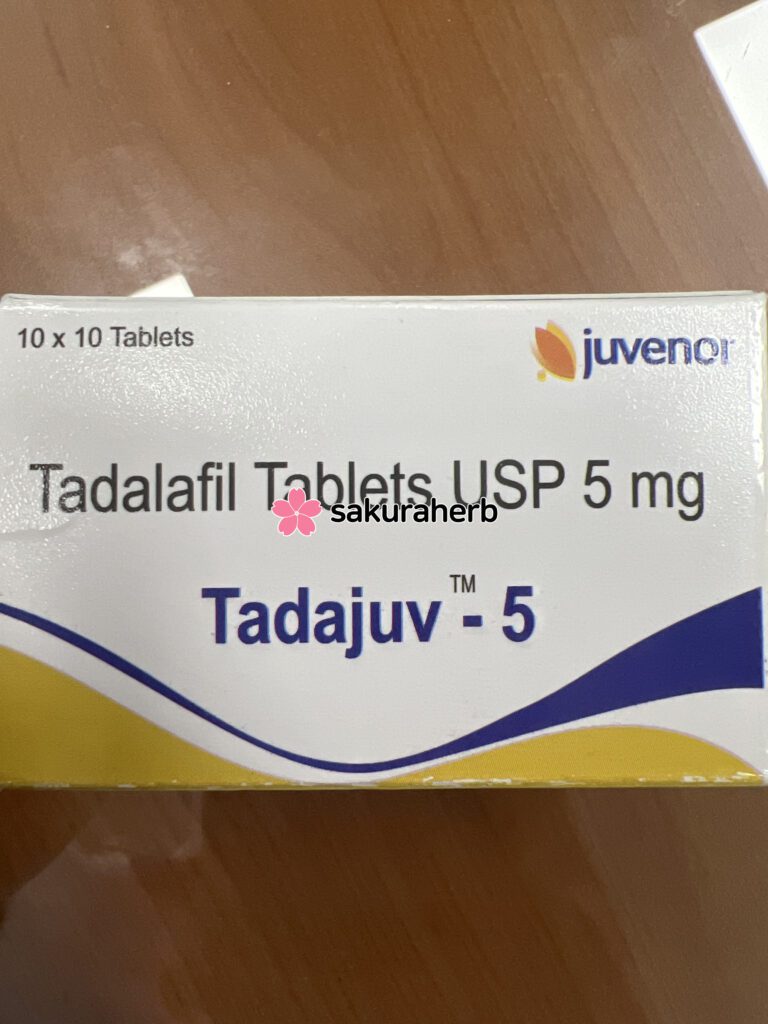 10 x 10 Tablets
juvenor
Tadalafil Tablets USP 5 mg
sakuraherb
Tadajuv™- 5